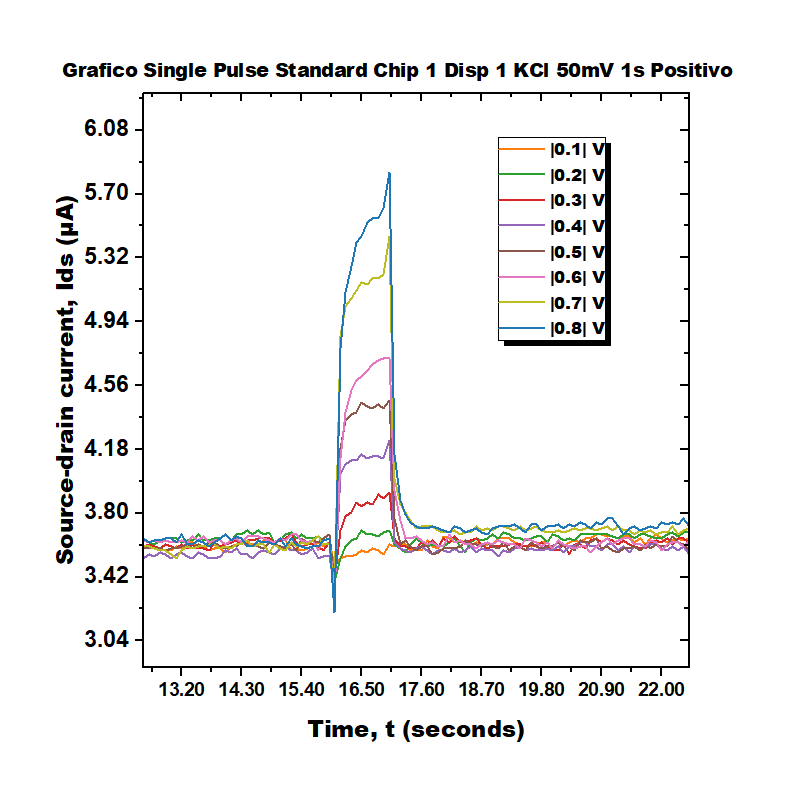 Grafico Single Pulse Standard Chip 1 Disp 1 KCl 50mV 1s Positivo
|0.1| V
|0.2| V
|0.3| V
|0.4| V
|0.5| V
|0.6| V
|0.7| V
|0.8| V
Source-drain current, Ids (µA)
6.08
5.70
5.32
4.94
4.56
4.18
3.80
3.42
3.04
13.20 14.30 15.40 16.50 17.60 18.70 19.80 20.90 22.00
Time, t (seconds)